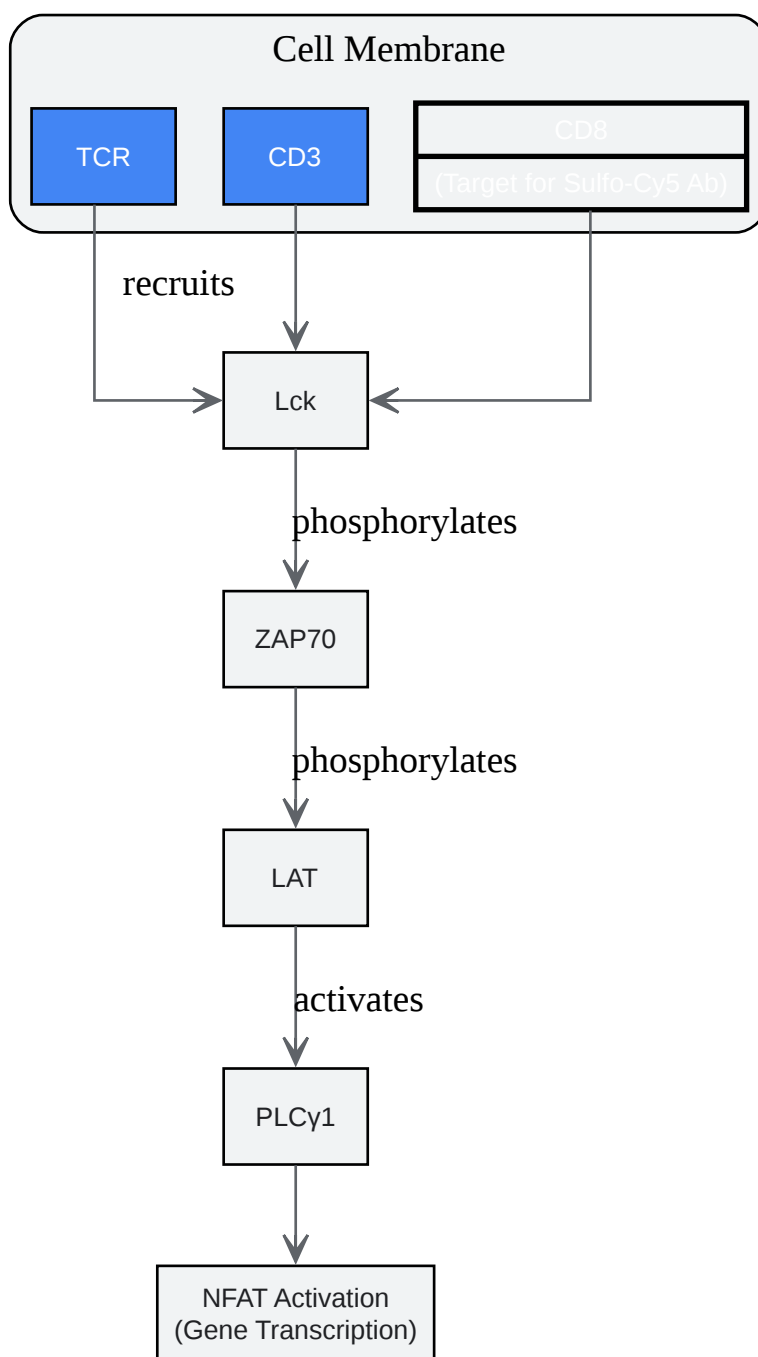 Cell Membrane
TCR
CD3
CD8
(Target for Sulfo-Cy5 Ab)
recruits
Lck
phosphorylates
ZAP70
phosphorylates
LAT
activates
PLCγ1
NFAT Activation
(Gene Transcription)